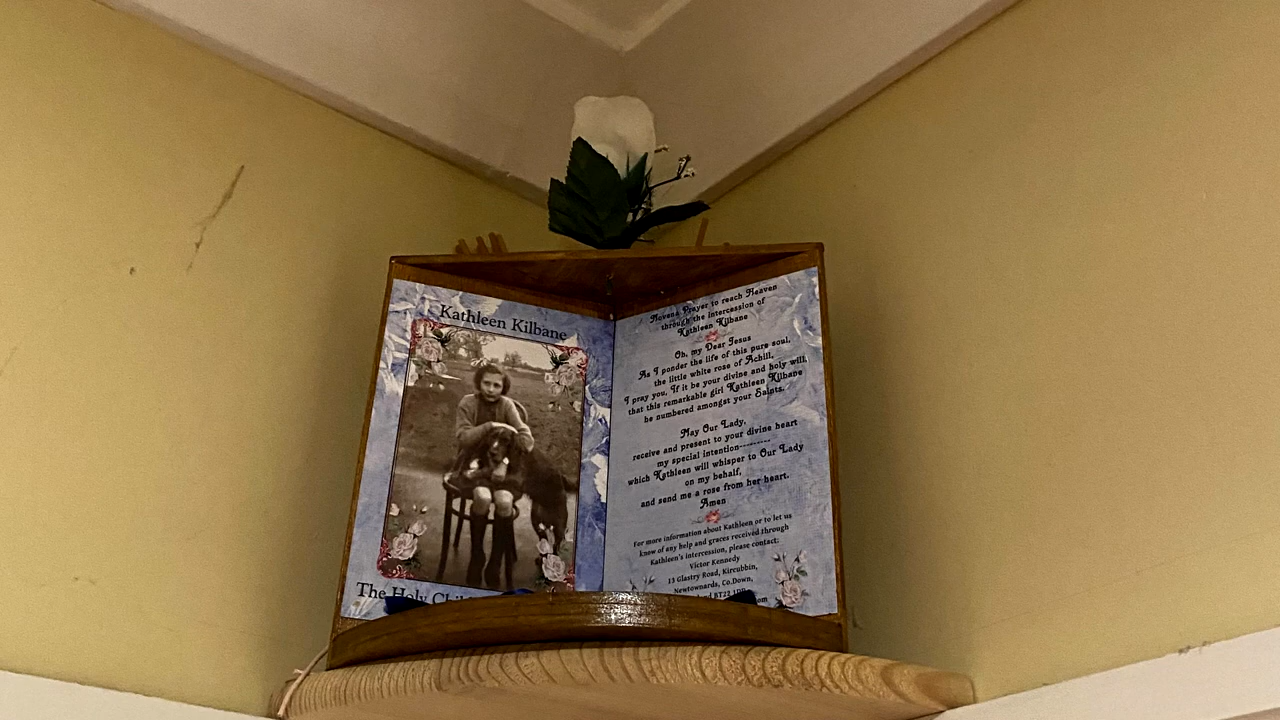 Kathleen Kilbane
The Holy
Novena Prayer to reach Heaven
through the intercession of
Kathleen Kilbane
Oh, my Dear Jesus
As I ponder the life of this pure soul,
the little white rose of Achill,
I pray you, If it be your divine and holy will,
that this remarkable girl Kathleen Kilbane
be numbered amongst your Saints.
May Our Lady,
receive and present to your divine heart
my special intention---------
which Kathleen will whisper to Our Lady
on my behalf,
and send me a rose from her heart.
Amen
For more information about Kathleen or to let us
know of any help and graces received through
Kathleen's intercession, please contact:
Victor Kennedy
13 Glastry Road, Kircubbin,
Newtownards, Co.Down,
BT22